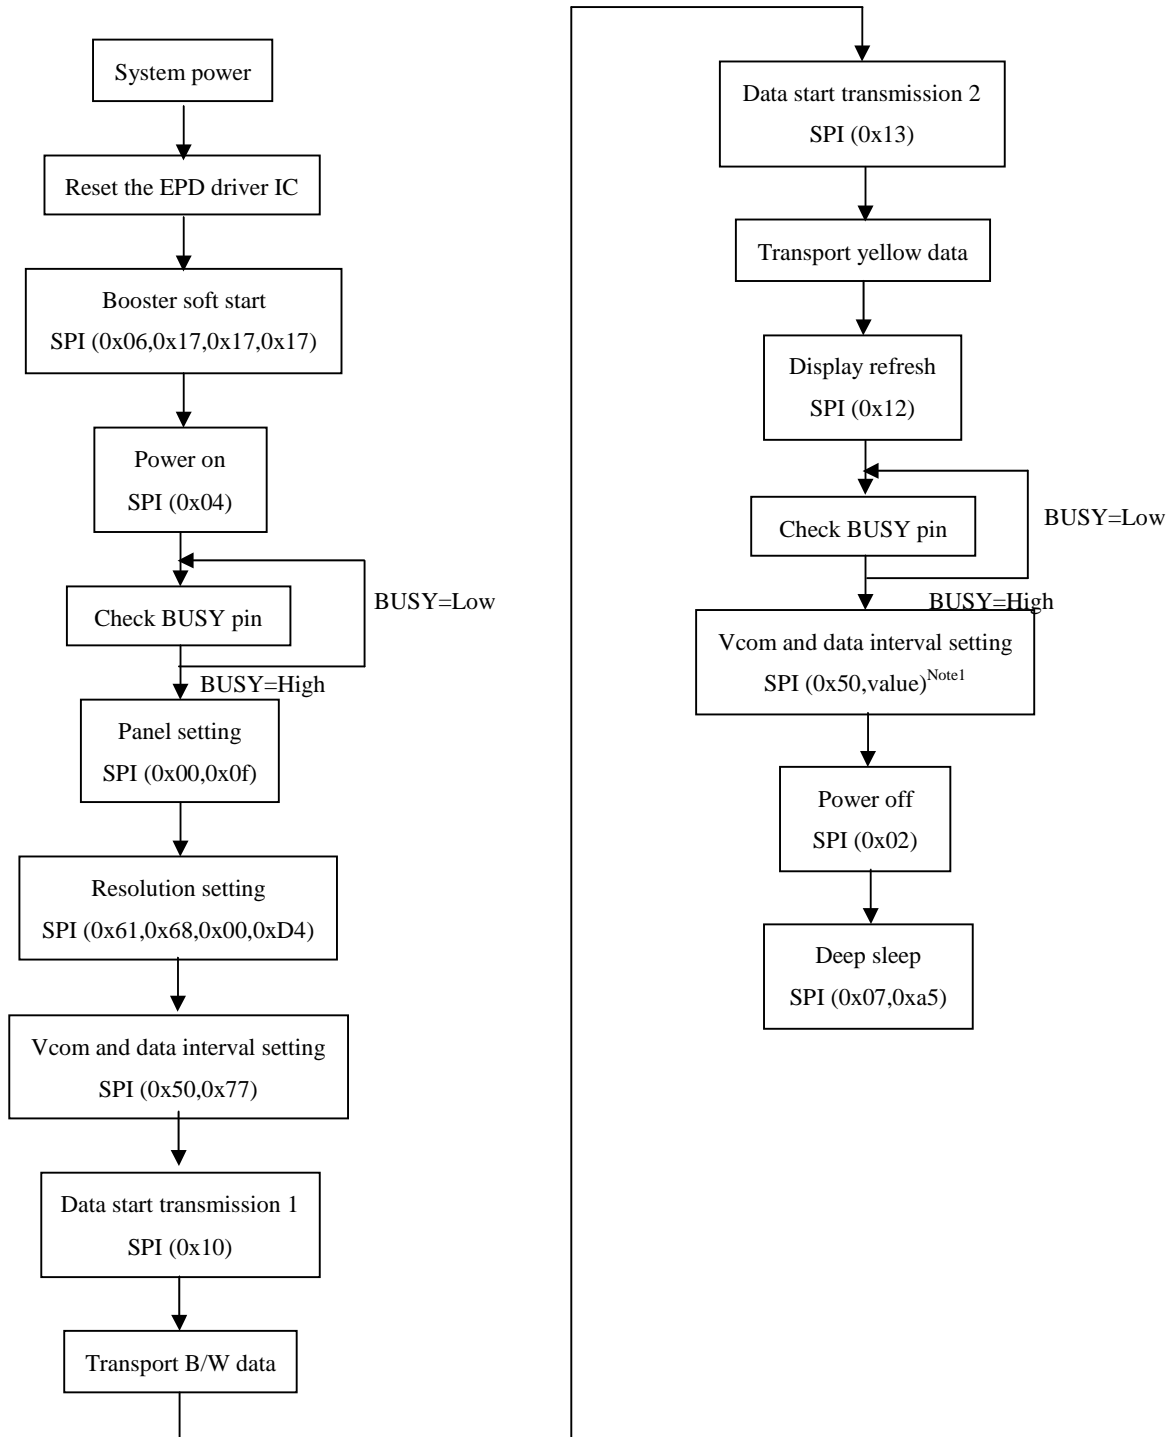 System power
Reset the EPD driver IC
Booster soft start
SPI (0x06,0x17,0x17,0x17)
Power on
SPI (0x04)
Check BUSY pin
BUSY=Low
BUSY=High
Panel setting
SPI (0x00,0x0f)
Resolution setting
SPI (0x61,0x68,0x00,0xD4)
Vcom and data interval setting
SPI (0x50,0x77)
Data start transmission 1
SPI (0x10)
Transport B/W data
Data start transmission 2
SPI (0x13)
Transport yellow data
Display refresh
SPI (0x12)
Check BUSY pin
BUSY=Low
BUSY=High
Vcom and data interval setting
SPI (0x50,value)Note1
Power off
SPI (0x02)
Deep sleep
SPI (0x07,0xa5)